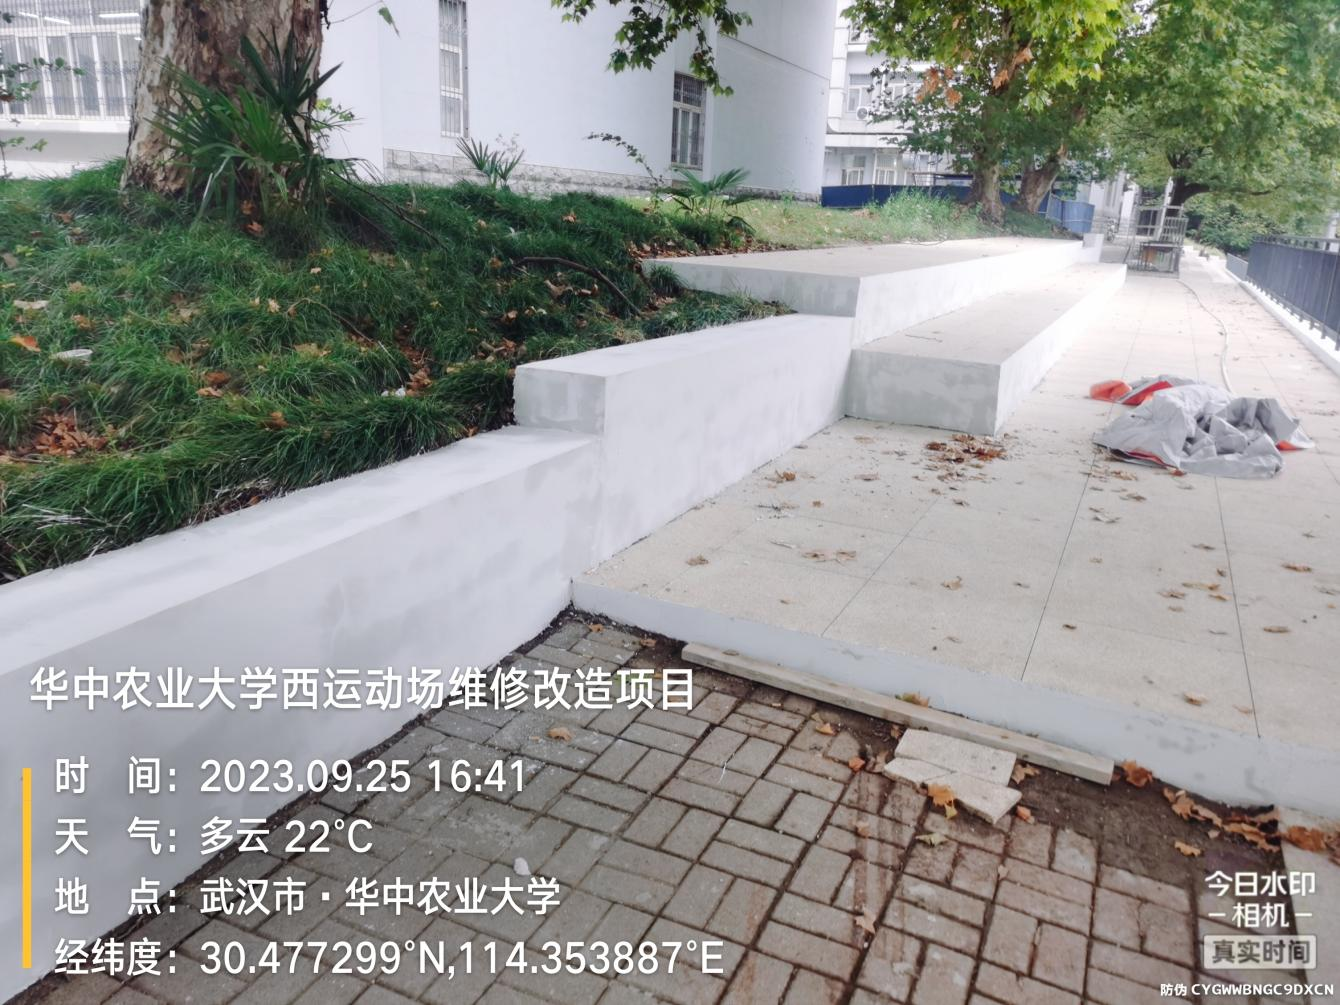 华中农业大学西运动场维修改造项目
时 间：2023.09.25 16:41
天 气：多云 22℃
地 点：武汉市·华中农业大学
经纬度：30.477299°N,114.353887°E
今日水印
-相机-
真实时间
防伪 CYGWWBNGC9DXCN